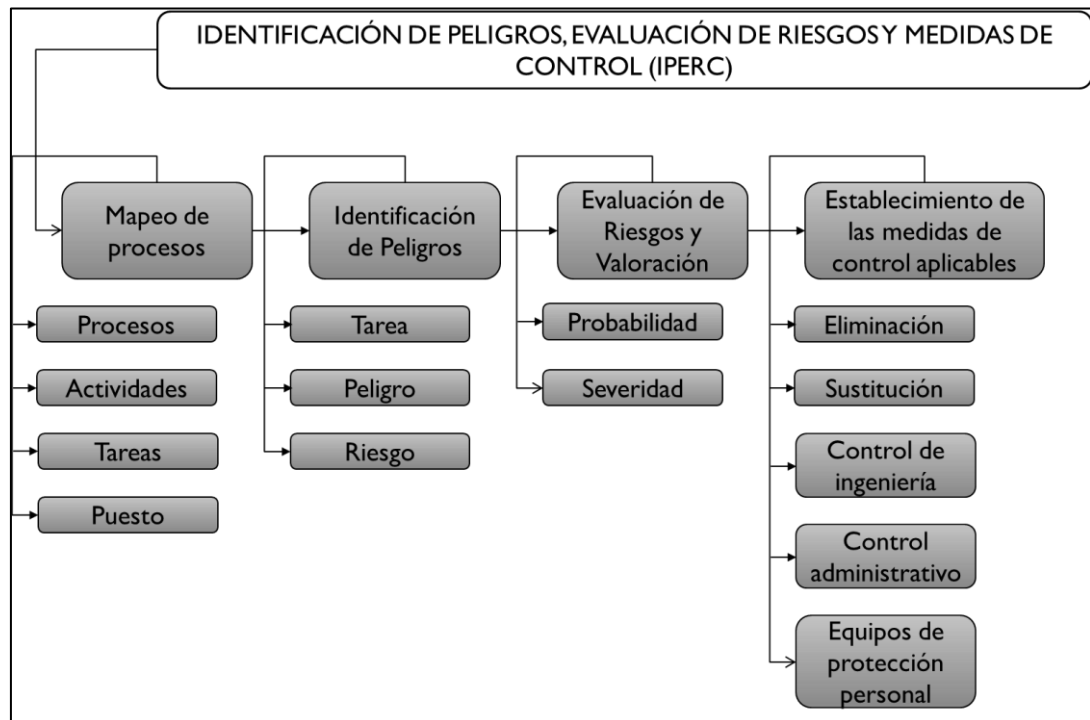 IDENTIFICACIÓN DE PELIGROS, EVALUACIÓN DE RIESGOS Y MEDIDAS DE
CONTROL (IPERC)
Mapeo de
procesos
Procesos
Actividades
Tareas
Puesto
Identificación
de Peligros
Tarea
Peligro
Riesgo
Evaluación de
Riesgos y
Valoración
Probabilidad
Severidad
Establecimiento de
las medidas de
control aplicables
Eliminación
Sustitución
Control de
ingeniería
Control
administrativo
Equipos de
protección
personal